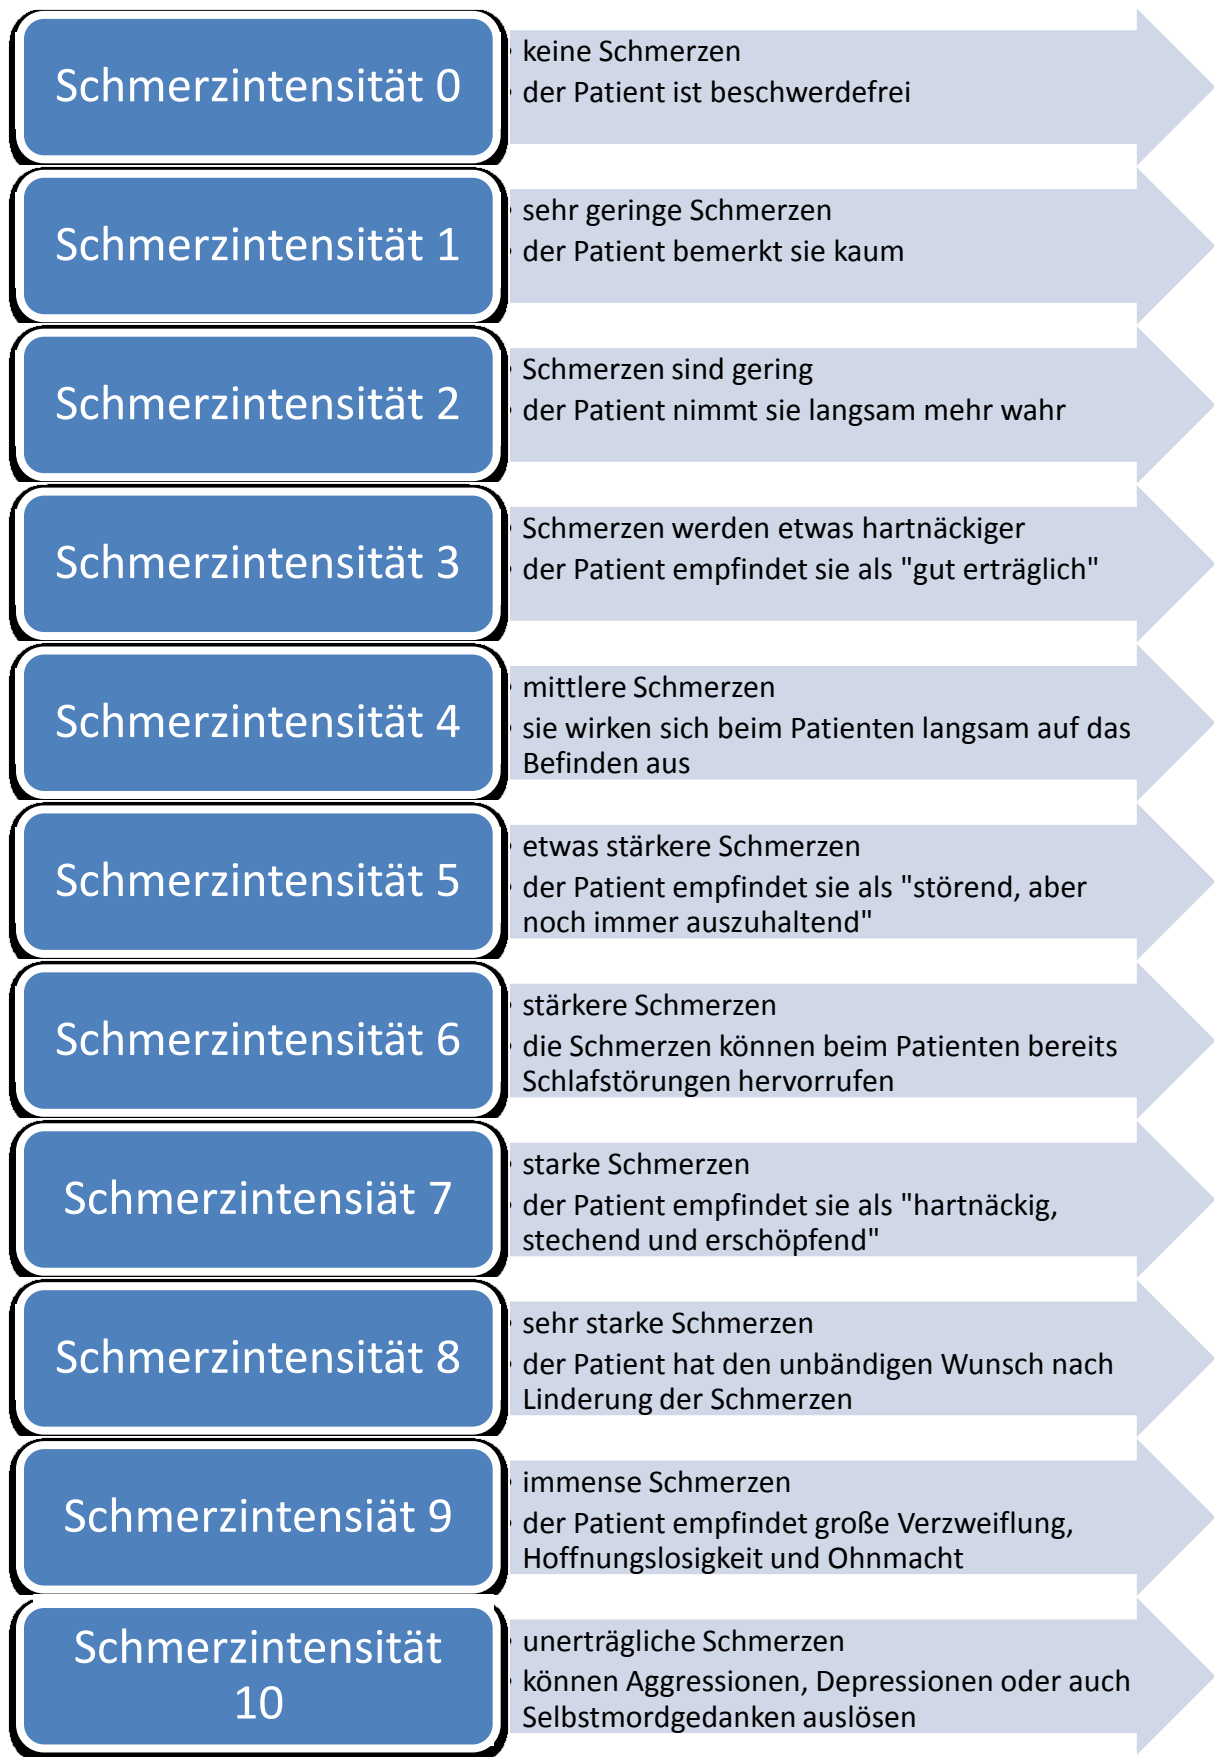 Schmerzintensität 0
• keine Schmerzen
• der Patient ist beschwerdefrei
Schmerzintensität 1
• sehr geringe Schmerzen
• der Patient bemerkt sie kaum
Schmerzintensität 2
• Schmerzen sind gering
• der Patient nimmt sie langsam mehr wahr
Schmerzintensität 3
• Schmerzen werden etwas hartnäckiger
• der Patient empfindet sie als "gut erträglich"
Schmerzintensität 4
• mittlere Schmerzen
• sie wirken sich beim Patienten langsam auf das
Befinden aus
Schmerzintensität 5
• etwas stärkere Schmerzen
• der Patient empfindet sie als "störend, aber
noch immer auszuhaltend"
Schmerzintensität 6
• stärkere Schmerzen
• die Schmerzen können beim Patienten bereits
Schlafstörungen hervorrufen
Schmerzintensiät 7
• starke Schmerzen
• der Patient empfindet sie als "hartnäckig,
stechend und erschöpfend"
Schmerzintensität 8
• sehr starke Schmerzen
• der Patient hat den unbändigen Wunsch nach
Linderung der Schmerzen
Schmerzintensiät 9
• immense Schmerzen
• der Patient empfindet große Verzweiflung,
Hoffnungslosigkeit und Ohnmacht
Schmerzintensität
10
• unerträgliche Schmerzen
• können Aggressionen, Depressionen oder auch
Selbstmordgedanken auslösen